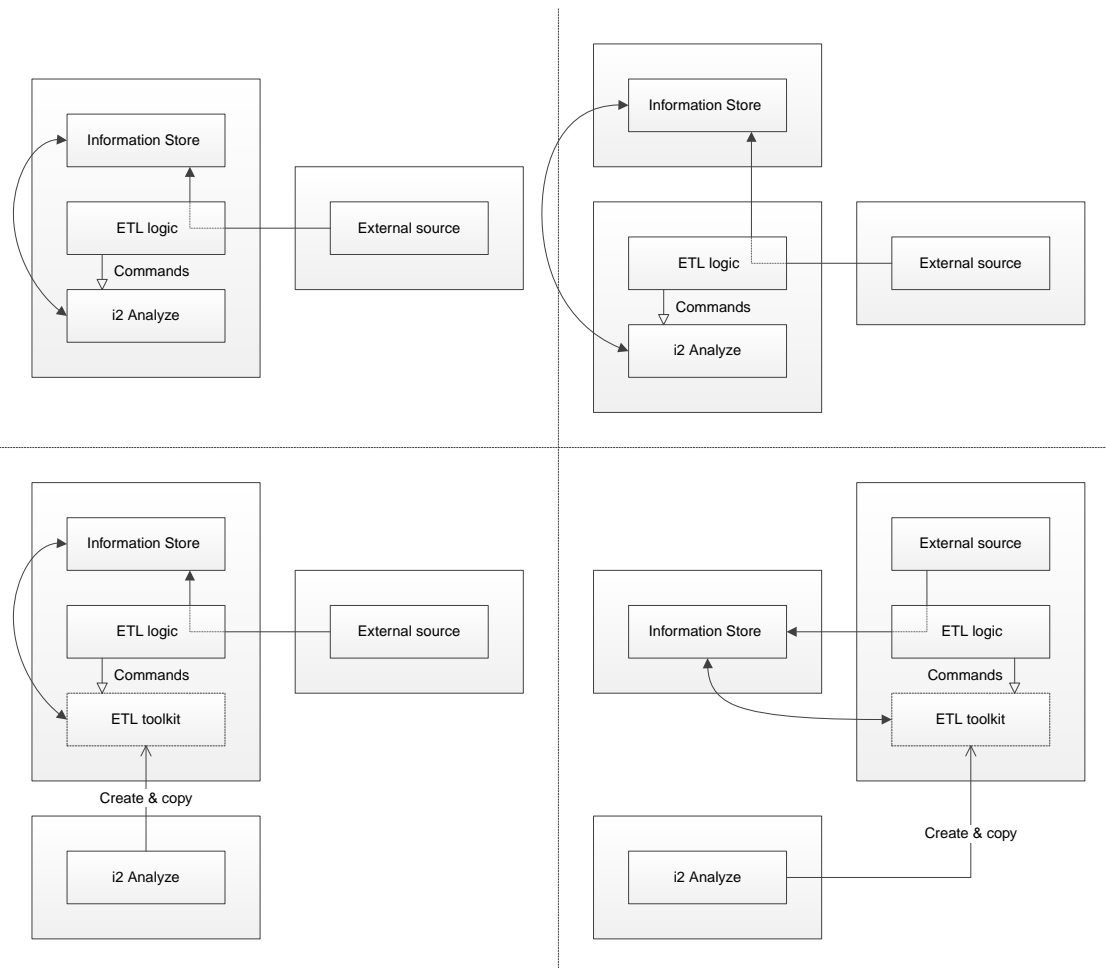 Information Store
ETL logic
External source
Commands
i2 Analyze
Information Store
ETL logic
External source
Commands
i2 Analyze
Information Store
ETL logic
External source
Commands
ETL toolkit
Create & copy
i2 Analyze
External source
Information Store
ETL logic
Commands
ETL toolkit
Create & copy
i2 Analyze